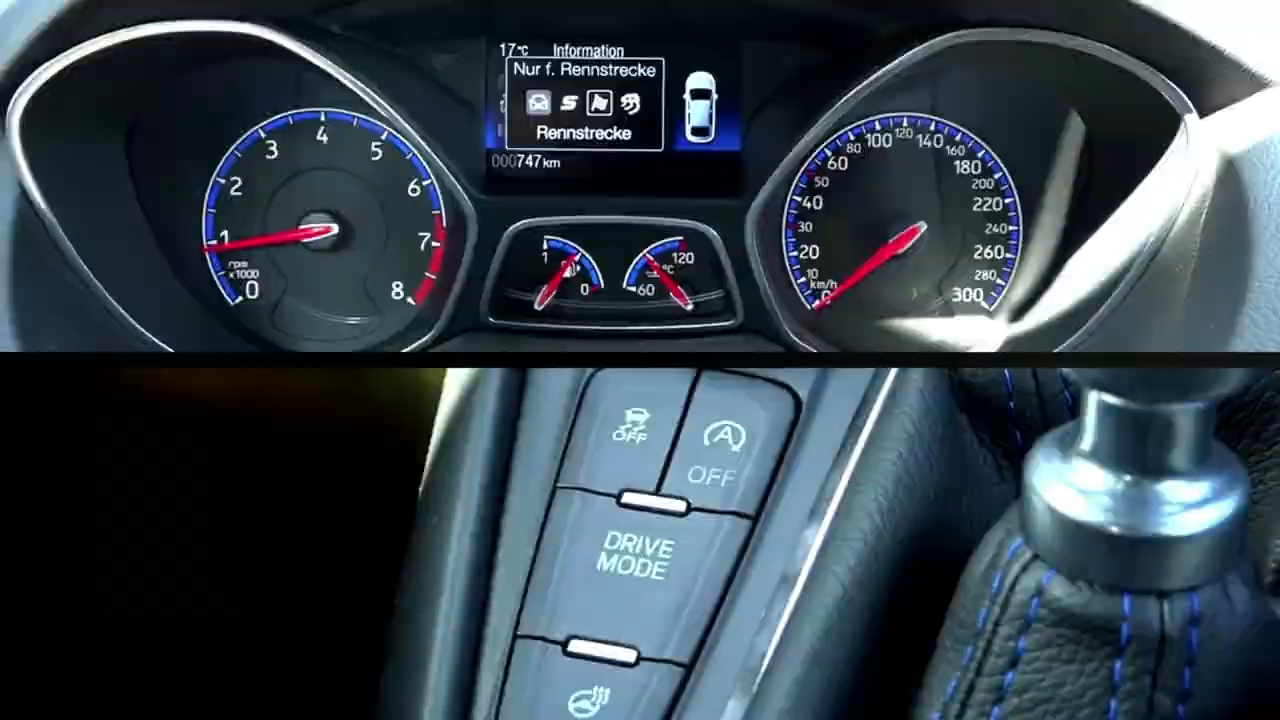 17°C Information
Nur f. Rennstrecke
Rennstrecke
000747 km
0 1 2 3 4 5 6 7 8
rpm
x1000
1 0
60 120
°C
0 10 20 30 40 50 60 80 100 120 140 160 180 200 220 240 260 280 300
km/h
OFF
A
OFF
DRIVE
MODE